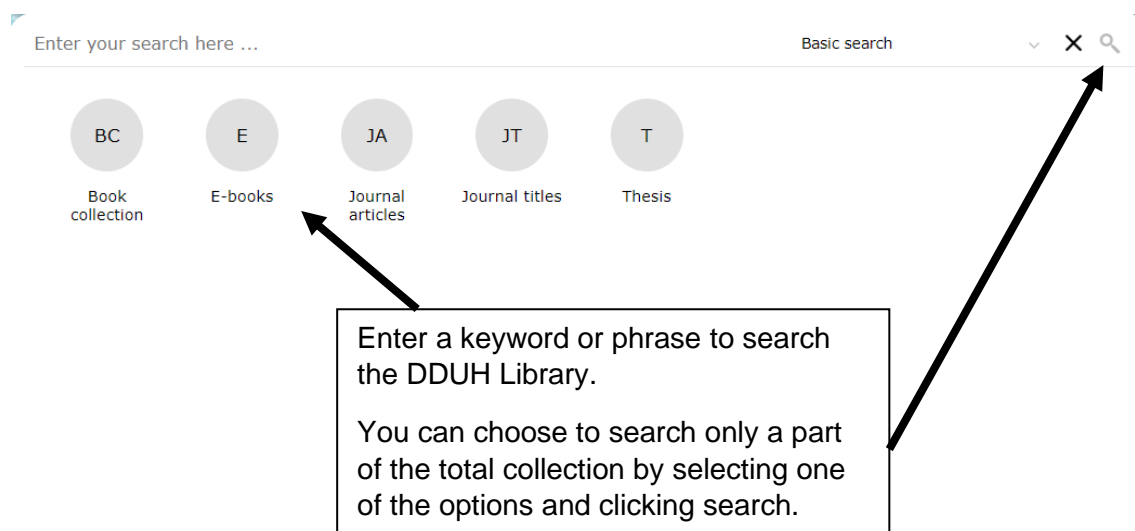 Enter your search here ... Basic search
BC E JA JT T
Book collection E-books Journal articles Journal titles Thesis
Enter a keyword or phrase to search
the DDUH Library.
You can choose to search only a part
of the total collection by selecting one
of the options and clicking search.